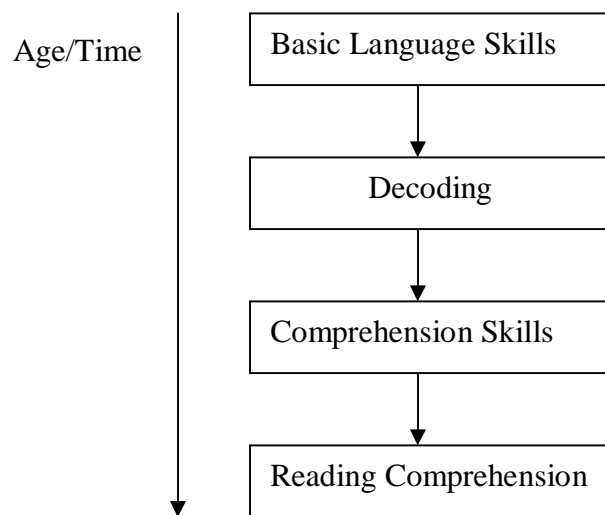 Basic Language Skills
Age/Time
Decoding
Comprehension Skills
Reading Comprehension